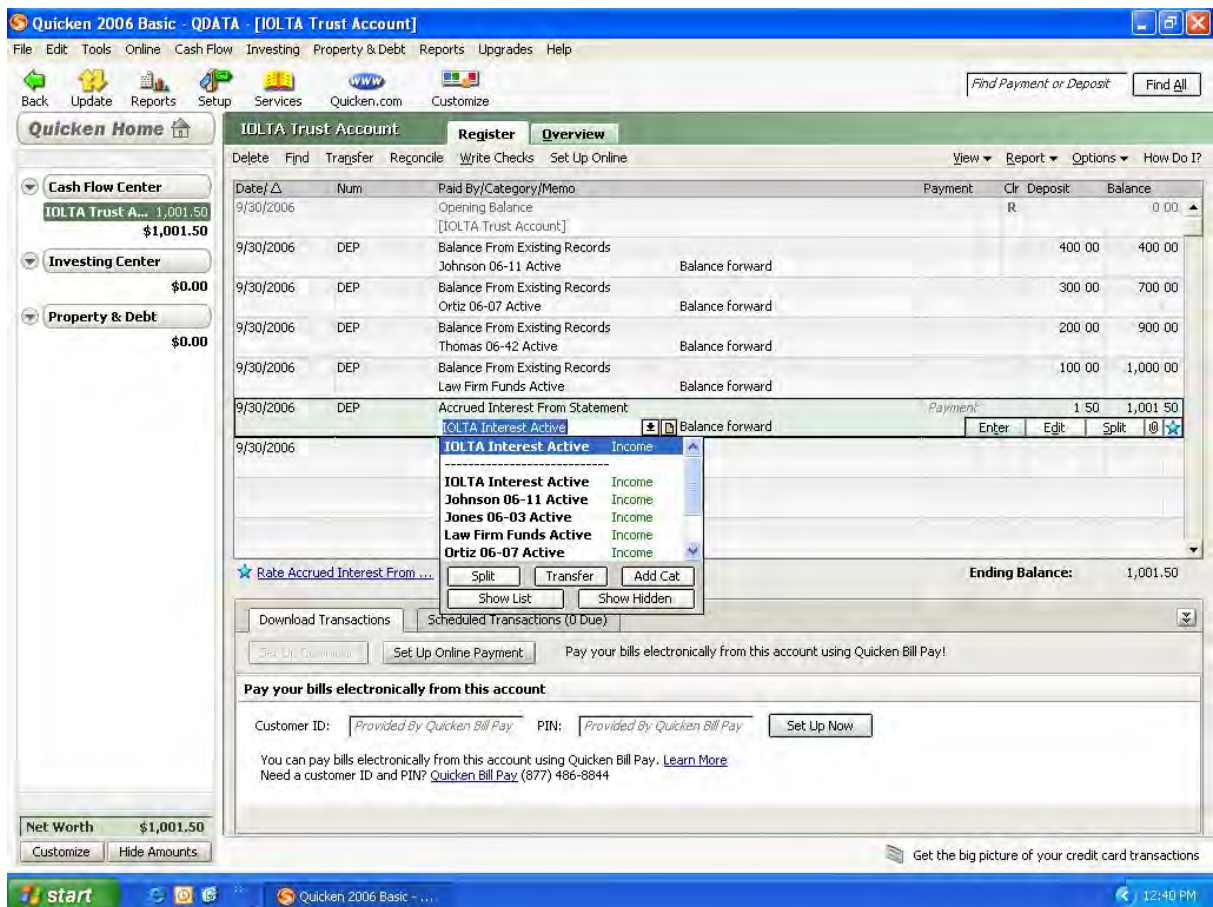 Quicken 2006 Basic - QDATA - [IOLTA Trust Account]
File Edit Tools Online Cash Flow Investing Property & Debt Reports Upgrades Help
Back Update Reports Setup Services Quicken.com Customize Find Payment or Deposit Find All
Quicken Home
IOLTA Trust Account Register Overview
Delete Find Transfer Reconcile Write Checks Set Up Online View Report Options How Do I?
Cash Flow Center
IOLTA Trust A... 1,001.50
$1,001.50
Investing Center
$0.00
Property & Debt
$0.00
Date/ Num Paid By/Category/Memo Payment Clr Deposit Balance
9/30/2006 Opening Balance R 0 00
[IOLTA Trust Account]
9/30/2006 DEP Balance From Existing Records 400 00 400 00
Johnson 06-11 Active Balance forward
9/30/2006 DEP Balance From Existing Records 300 00 700 00
Ortiz 06-07 Active Balance forward
9/30/2006 DEP Balance From Existing Records 200 00 900 00
Thomas 06-42 Active Balance forward
9/30/2006 DEP Balance From Existing Records 100 00 1,000 00
Law Firm Funds Active Balance forward
9/30/2006 DEP Accrued Interest From Statement Payment 1 50 1,001 50
IOLTA Interest Active Balance forward Enter Edit Split
9/30/2006
IOLTA Interest Active Income
----------------------------
IOLTA Interest Active Income
Johnson 06-11 Active Income
Jones 06-03 Active Income
Law Firm Funds Active Income
Ortiz 06-07 Active Income
Split Transfer Add Cat
Show List Show Hidden
Rate Accrued Interest From ... Ending Balance: 1,001.50
Download Transactions Scheduled Transactions (0 Due)
Set Up Online Payment Pay your bills electronically from this account using Quicken Bill Pay!
Pay your bills electronically from this account
Customer ID: Provided By Quicken Bill Pay PIN: Provided By Quicken Bill Pay Set Up Now
You can pay bills electronically from this account using Quicken Bill Pay. Learn More
Need a customer ID and PIN? Quicken Bill Pay (877) 486-8844
Net Worth $1,001.50
Customize Hide Amounts
Get the big picture of your credit card transactions
start Quicken 2006 Basic - .... 12:40 PM